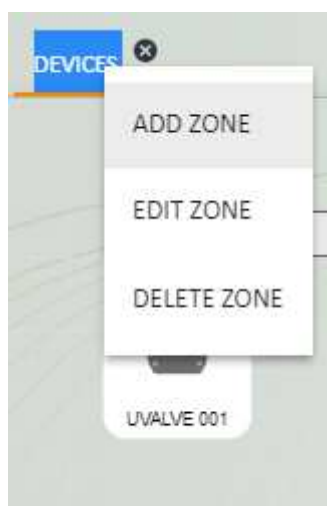 DEVICES
ADD ZONE
EDIT ZONE
DELETE ZONE
UVALVE 001